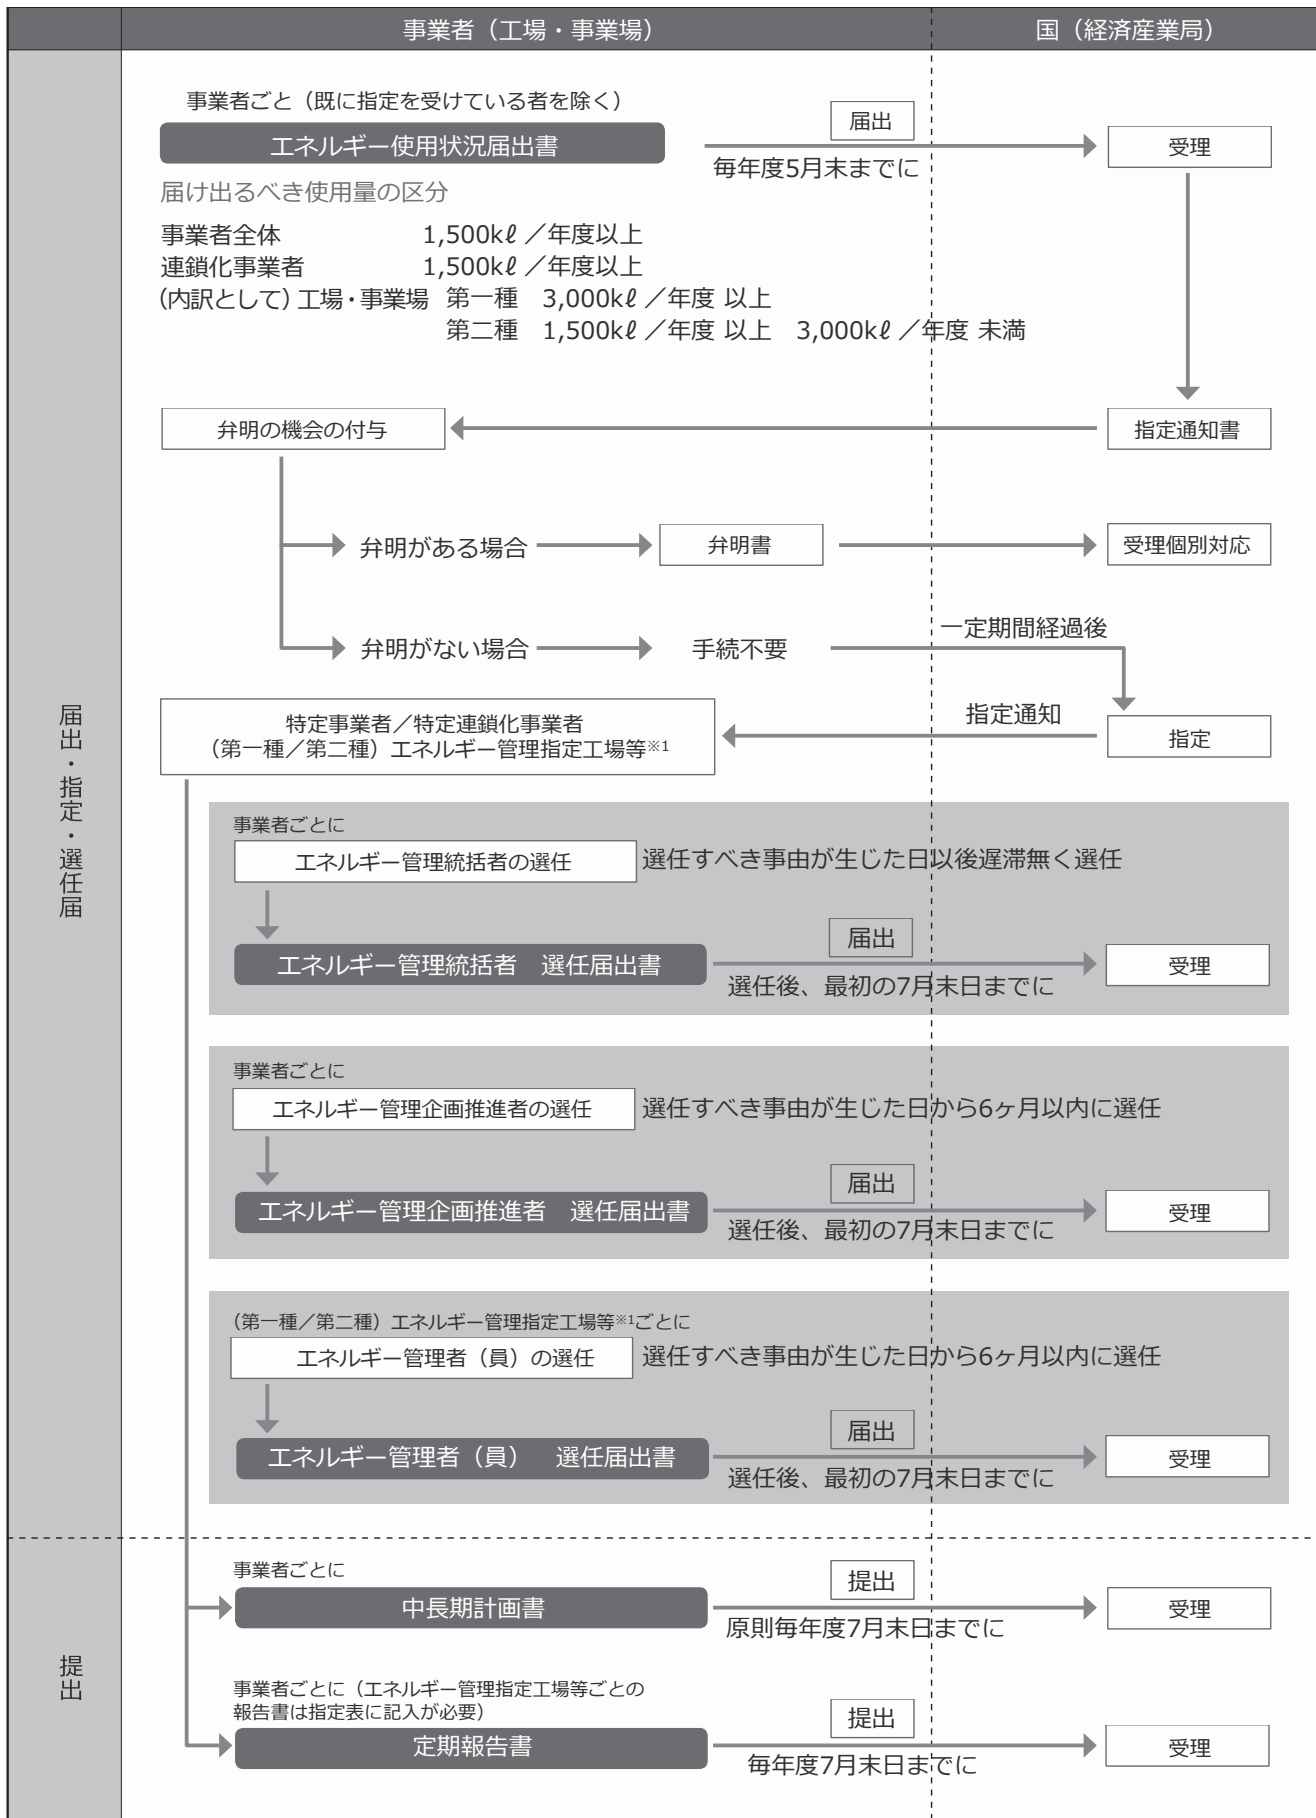 事業者（工場・事業場）
国（経済産業局）
届出・指定・選任届
事業者ごと（既に指定を受けている者を除く）
エネルギー使用状況届出書
届出
毎年度5月末までに
受理
届け出るべき使用量の区分
事業者全体 1,500kℓ／年度以上
連鎖化事業者 1,500kℓ／年度以上
（内訳として）工場・事業場 第一種 3,000kℓ／年度 以上
第二種 1,500kℓ／年度 以上 3,000kℓ／年度 未満
弁明の機会の付与
指定通知書
弁明がある場合
弁明書
受理個別対応
弁明がない場合
手続不要
一定期間経過後
特定事業者／特定連鎖化事業者
（第一種／第二種）エネルギー管理指定工場等※1
指定通知
指定
事業者ごとに
エネルギー管理統括者の選任
選任すべき事由が生じた日以後遅滞無く選任
エネルギー管理統括者 選任届出書
届出
選任後、最初の7月末日までに
受理
事業者ごとに
エネルギー管理企画推進者の選任
選任すべき事由が生じた日から6ヶ月以内に選任
エネルギー管理企画推進者 選任届出書
届出
選任後、最初の7月末日までに
受理
（第一種／第二種）エネルギー管理指定工場等※1ごとに
エネルギー管理者（員）の選任
選任すべき事由が生じた日から6ヶ月以内に選任
エネルギー管理者（員） 選任届出書
届出
選任後、最初の7月末日までに
受理
提出
事業者ごとに
中長期計画書
提出
原則毎年度7月末日までに
受理
事業者ごとに（エネルギー管理指定工場等ごとの
報告書は指定表に記入が必要）
定期報告書
提出
毎年度7月末日までに
受理